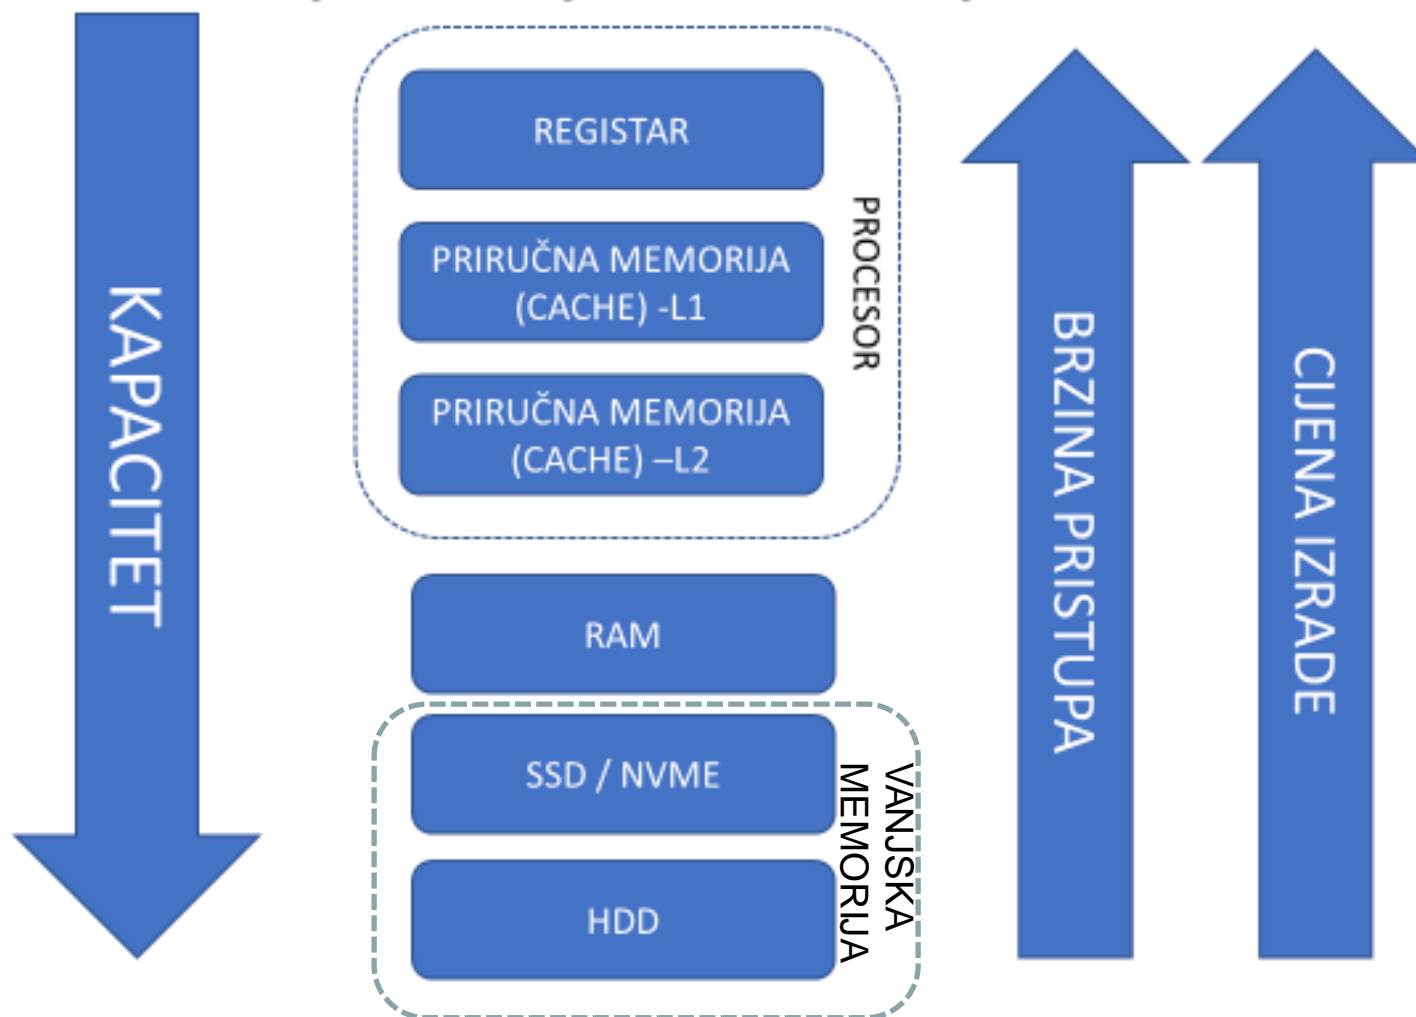 KAPACITET
REGISTAR
PRIRUČNA MEMORIJA
(CACHE) -L1
PRIRUČNA MEMORIJA
(CACHE) –L2
PROCESOR
RAM
SSD / NVME
HDD
VANJSKA
MEMORIJA
BRZINA PRISTUPA
CIJENA IZRADE